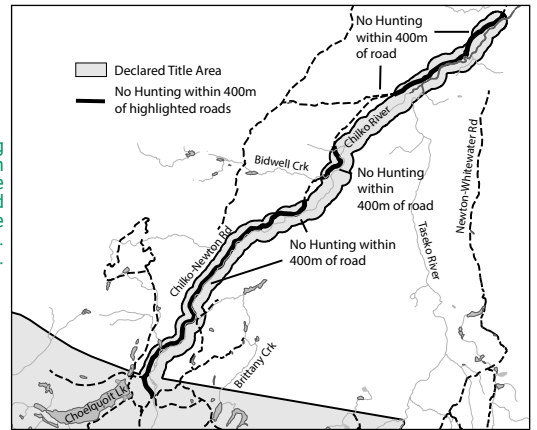 No Hunting
within 400m
of road
Declared Title Area
No Hunting within 400m
of highlighted roads
Chilko River
Bidwell Crk
No Hunting
within
400m of road
Newton-Whitewater Rd
Taseko River
Chilko-Newton Rd
No Hunting within
400m of road
Brittany Crk
Choelquoit Lk